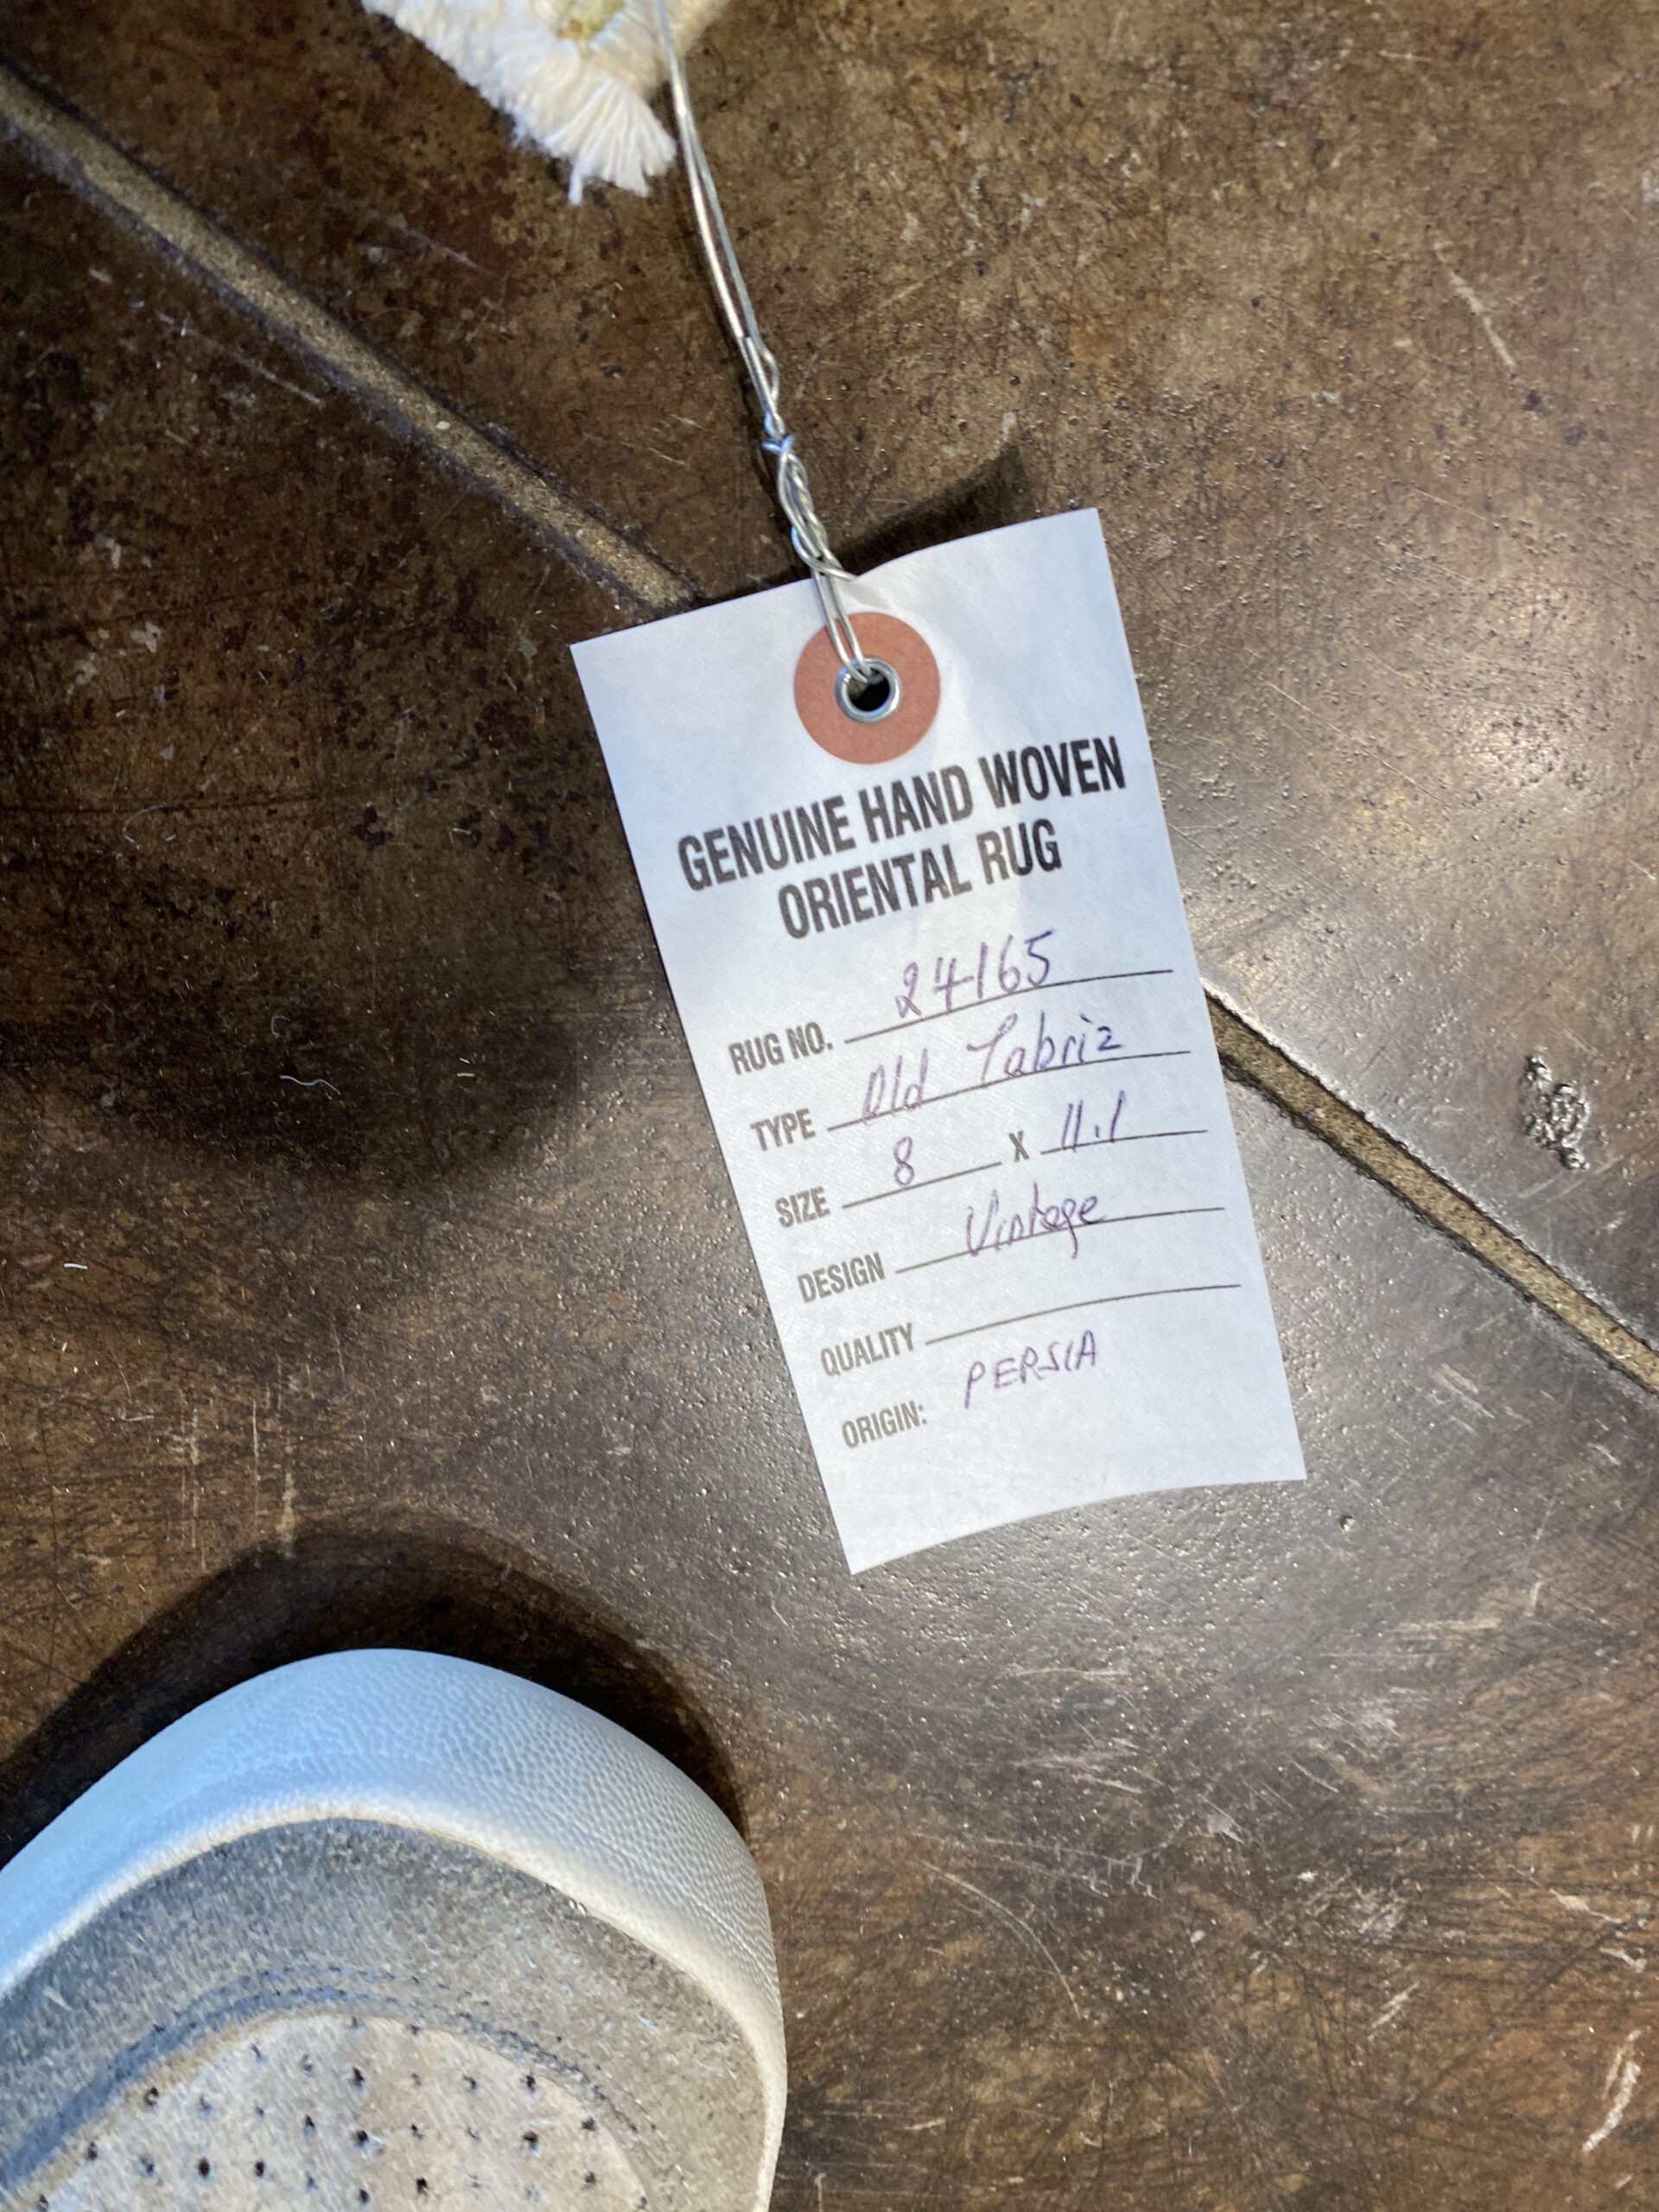 GENUINE HAND WOVEN
ORIENTAL RUG
RUG NO. 24165
TYPE Old Tabriz
SIZE 8 X 11.1
DESIGN Vintage
QUALITY
ORIGIN: PERSIA